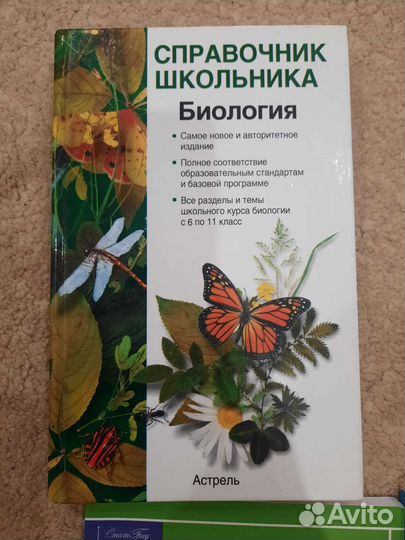 СПРАВОЧНИК
ШКОЛЬНИКА
Биология
Самое новое и авторитетное
издание
Полное соответствие
образовательным стандартам
и базовой программе
Все разделы и темы
школьного курса биологии
с 6 по 11 класс
Астрель
СтатГрад
Avito